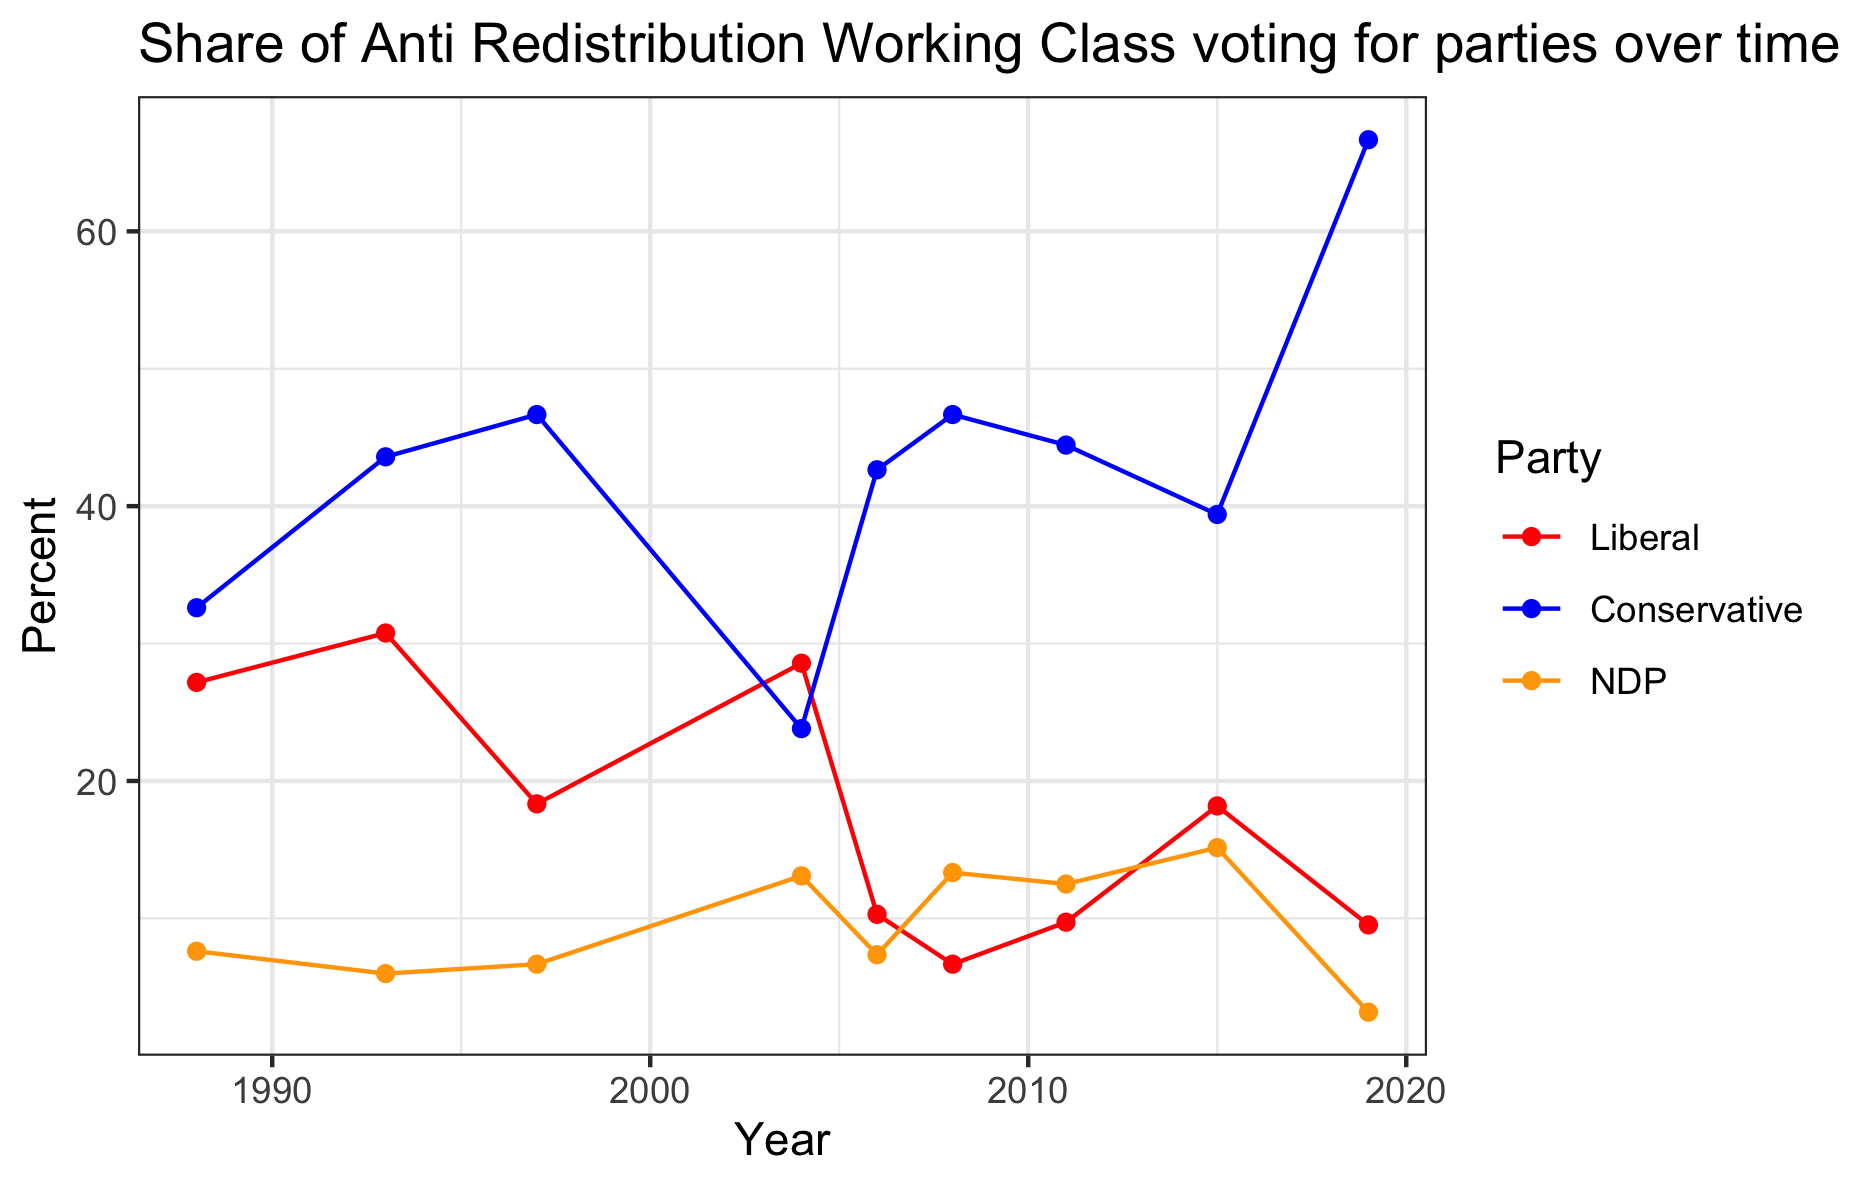 Share of Anti Redistribution Working Class voting for parties over time
60
40
20
Percent
1990 2000 2010 2020
Year
Party
Liberal
Conservative
NDP